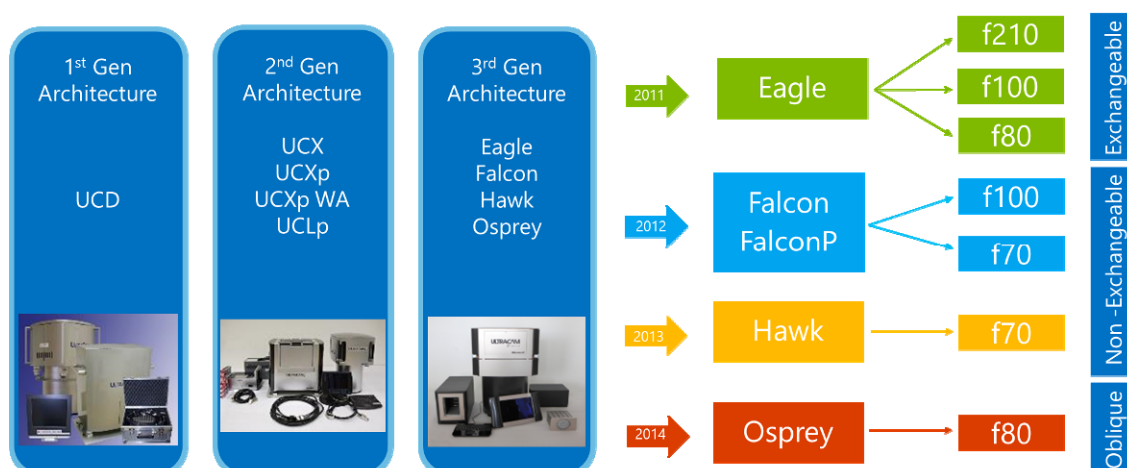 1st Gen
Architecture
UCD
2nd Gen
Architecture
UCX
UCXp
UCXp WA
UCLp
3rd Gen
Architecture
Eagle
Falcon
Hawk
Osprey
ULTRACAM
2011
Eagle
f210
f100
f80
Exchangeable
2012
Falcon
FalconP
f100
f70
2013
Hawk
f70
Non -Exchangeable
2014
Osprey
f80
Oblique